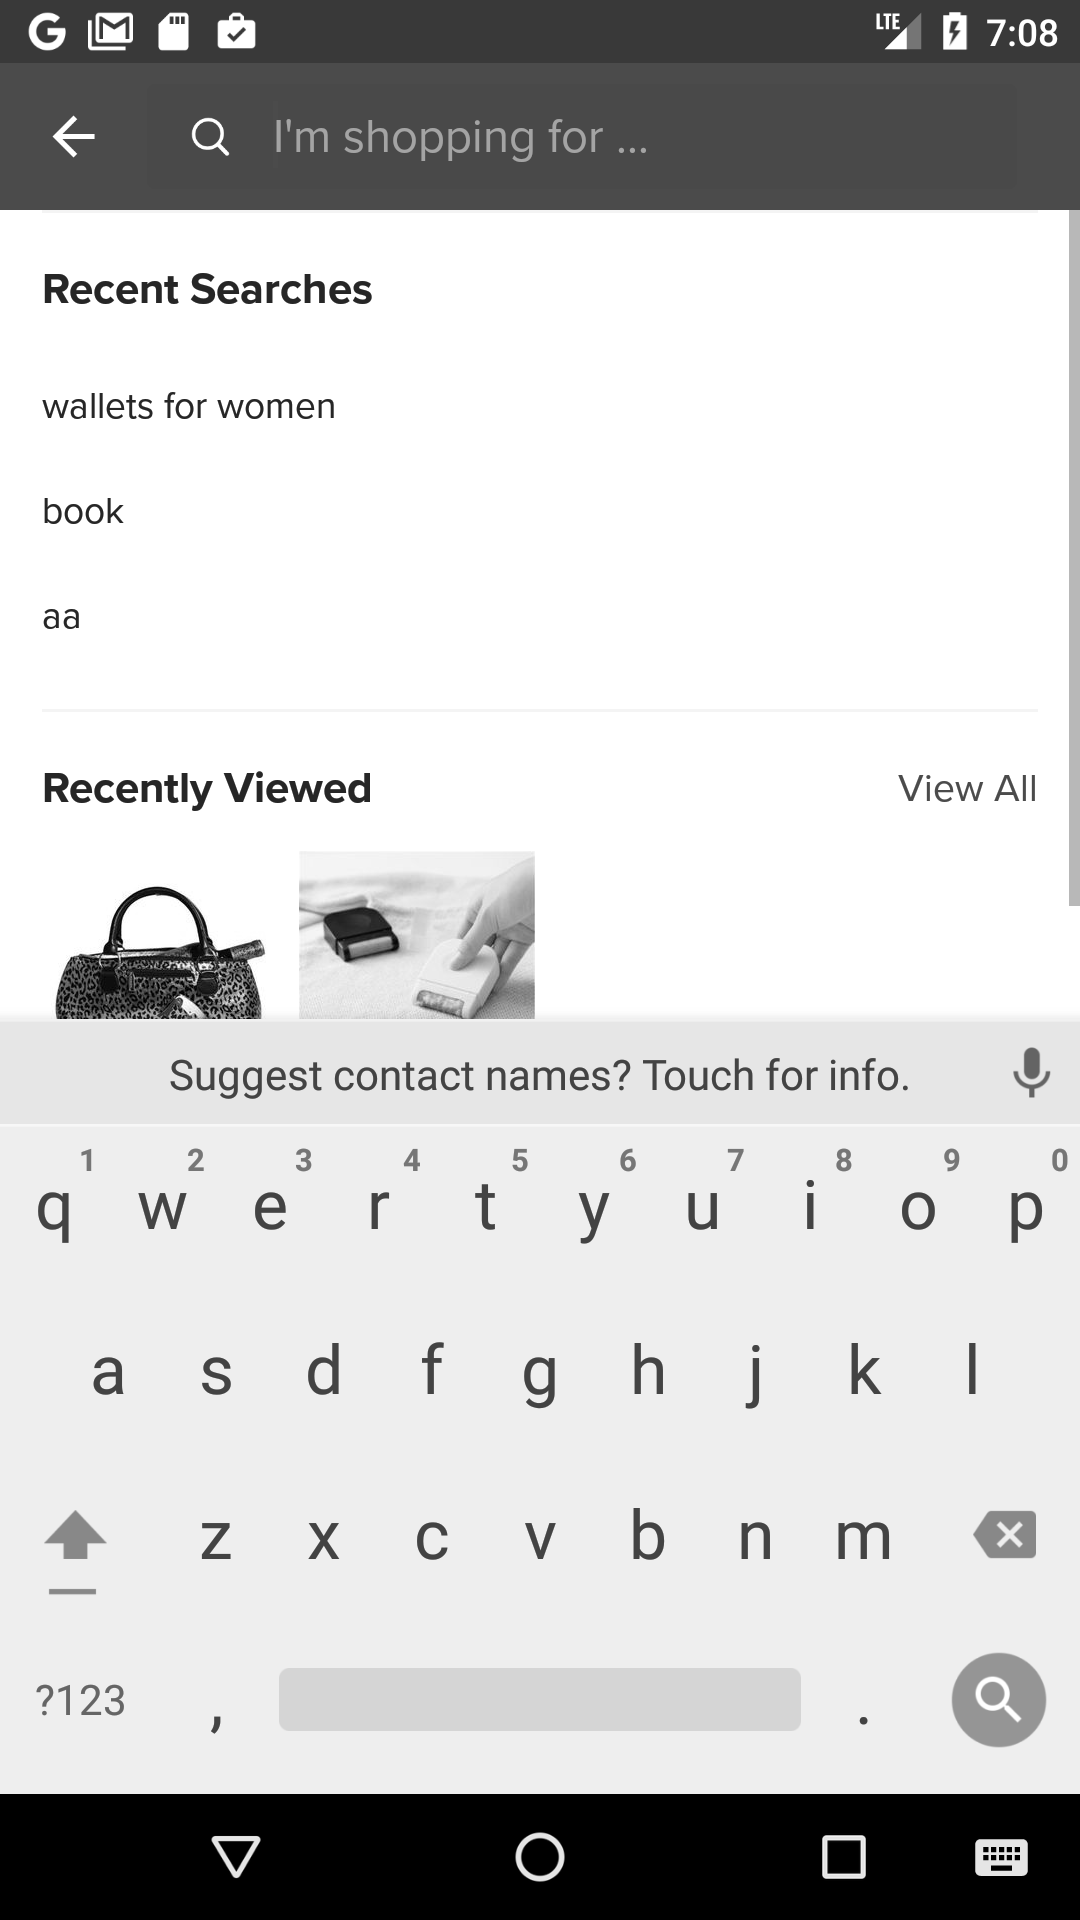 LTE 7:08
I'm shopping for ...
Recent Searches
wallets for women
book
aa
Recently Viewed View All
Suggest contact names? Touch for info.
1 2 3 4 5 6 7 8 9 0
q w e r t y u i o p
a s d f g h j k l
z x c v b n m
?123 , .